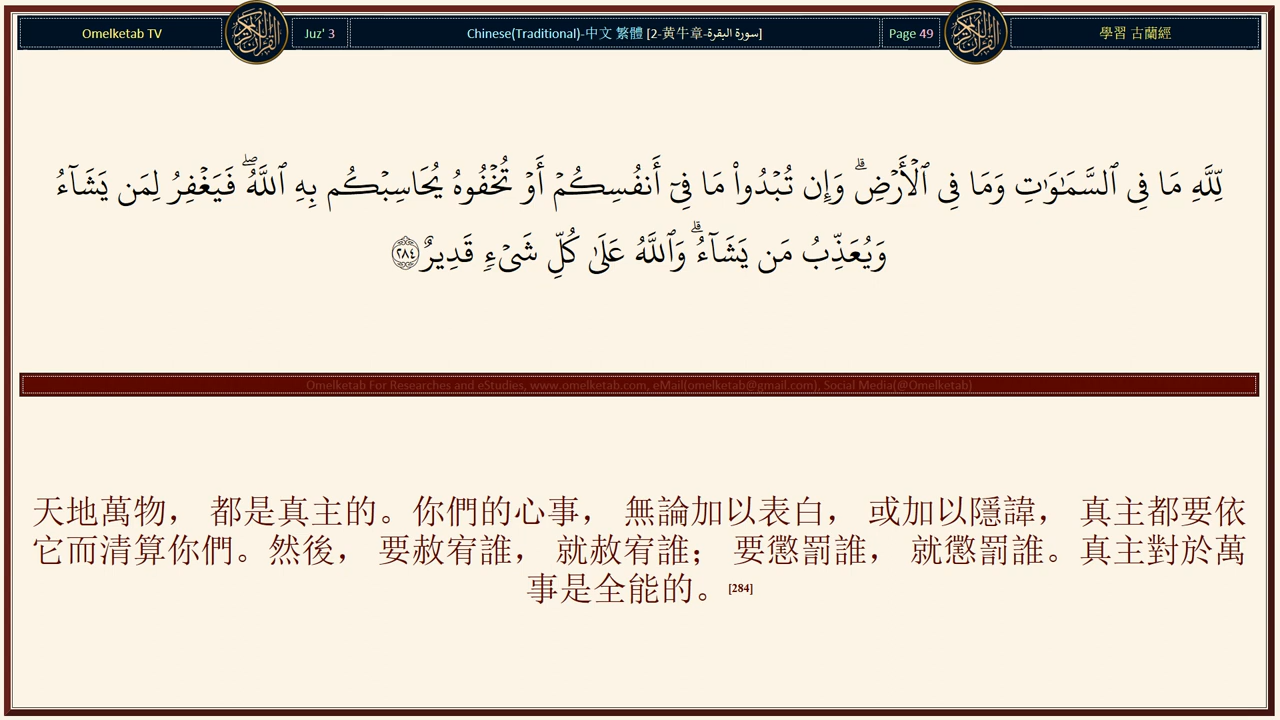 Omelketab TV
Juz' 3
Chinese(Traditional)-中文 繁體 [2-黃牛章-سورة البقرة]
Page 49
學習 古蘭經
لِّلَّهِ مَا فِي ٱلسَّمَٰوَٰتِ وَمَا فِي ٱلۡأَرۡضِۗ وَإِن تُبۡدُواْ مَا فِيٓ أَنفُسِكُمۡ أَوۡ تُخۡفُوهُ يُحَاسِبۡكُم بِهِ ٱللَّهُۖ فَيَغۡفِرُ لِمَن يَشَآءُ
وَيُعَذِّبُ مَن يَشَآءُۗ وَٱللَّهُ عَلَىٰ كُلِّ شَيۡءٖ قَدِيرٌ ٢٨٤
Omelketab For Researches and eStudies, www.omelketab.com, eMail(omelketab@gmail.com), Social Media(@Omelketab)
天地萬物， 都是真主的。你們的心事， 無論加以表白， 或加以隱諱， 真主都要依
它而清算你們。然後， 要赦宥誰， 就赦宥誰； 要懲罰誰， 就懲罰誰。真主對於萬
事是全能的。[284]